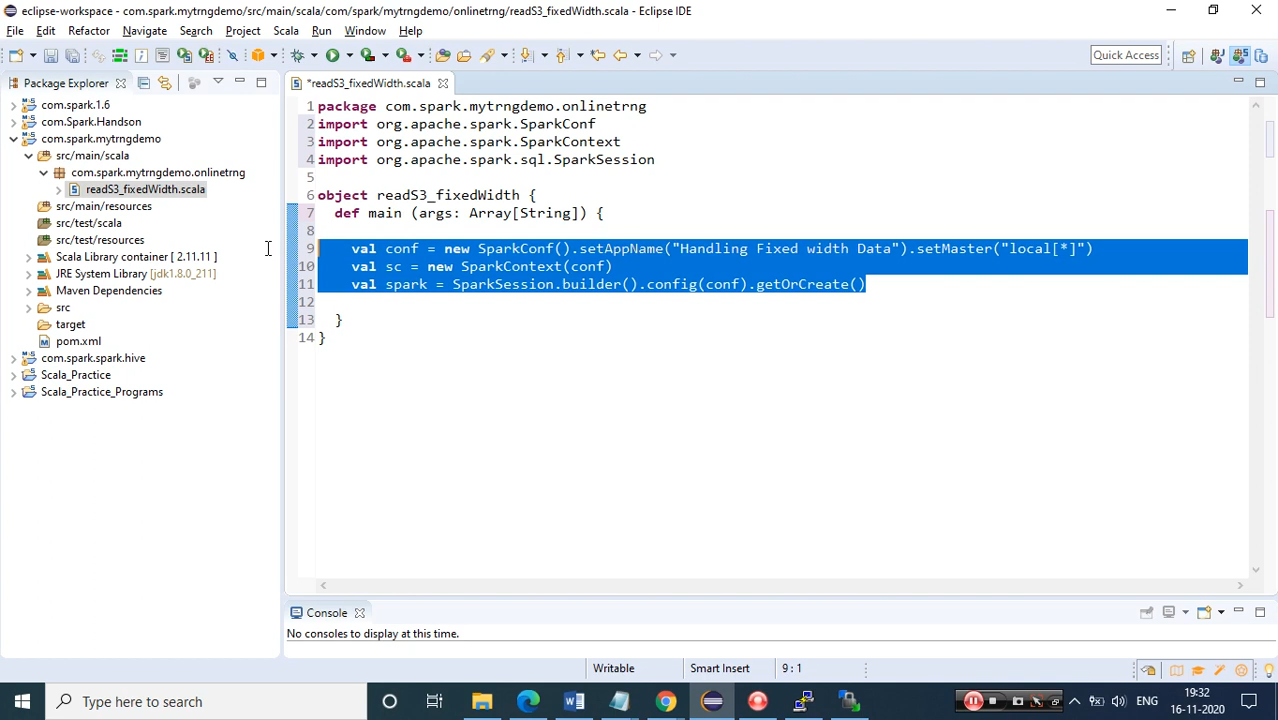 eclipse-workspace - com.spark.mytrngdemo/src/main/scala/com/spark/mytrngdemo/onlinetrng/readS3_fixedWidth.scala - Eclipse IDE
File Edit Refactor Navigate Search Project Scala Run Window Help
Quick Access
Package Explorer
com.spark.1.6
com.Spark.Handson
com.spark.mytrngdemo
src/main/scala
com.spark.mytrngdemo.onlinetrng
readS3_fixedWidth.scala
src/main/resources
src/test/scala
src/test/resources
Scala Library container [ 2.11.11 ]
JRE System Library [jdk1.8.0_211]
Maven Dependencies
src
target
pom.xml
com.spark.spark.hive
Scala_Practice
Scala_Practice_Programs
*readS3_fixedWidth.scala
1 package com.spark.mytrngdemo.onlinetrng
2 import org.apache.spark.SparkConf
3 import org.apache.spark.SparkContext
4 import org.apache.spark.sql.SparkSession
5
6 object readS3_fixedWidth {
7 def main (args: Array[String]) {
8
9 val conf = new SparkConf().setAppName("Handling Fixed width Data").setMaster("local[*]")
10 val sc = new SparkContext(conf)
11 val spark = SparkSession.builder().config(conf).getOrCreate()
12
13 }
14 }
Console
No consoles to display at this time.
Writable Smart Insert 9 : 1
Type here to search
ENG
19:32
16-11-2020